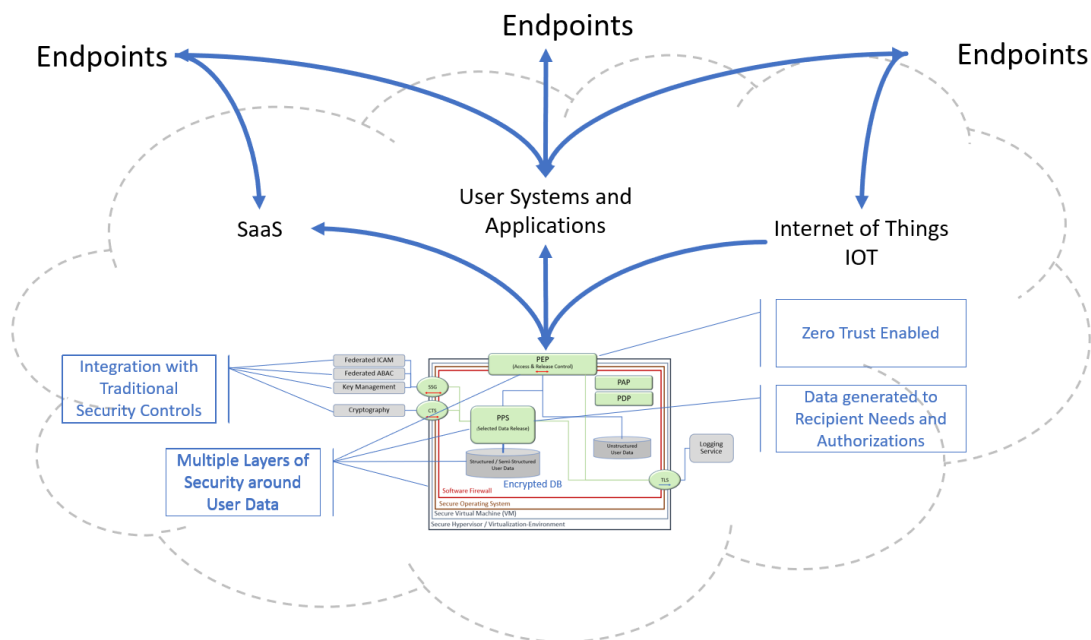 Endpoints
Endpoints
Endpoints
SaaS
User Systems and
Applications
Internet of Things
IOT
Zero Trust Enabled
Integration with
Traditional
Security Controls
Federated ICAM
Federated ABAC
Key Management
Cryptography
SSG
CTS
PEP
(Access & Release Control)
PAP
PDP
PPS
(Selected Data Release)
Data generated to
Recipient Needs and
Authorizations
Multiple Layers of
Security around
User Data
Structured / Semi-Structured
User Data
Encrypted DB
Unstructured
User Data
Logging
Service
TLS
Software Firewall
Secure Operating System
Secure Virtual Machine (VM)
Secure Hypervisor / Virtualization-Environment